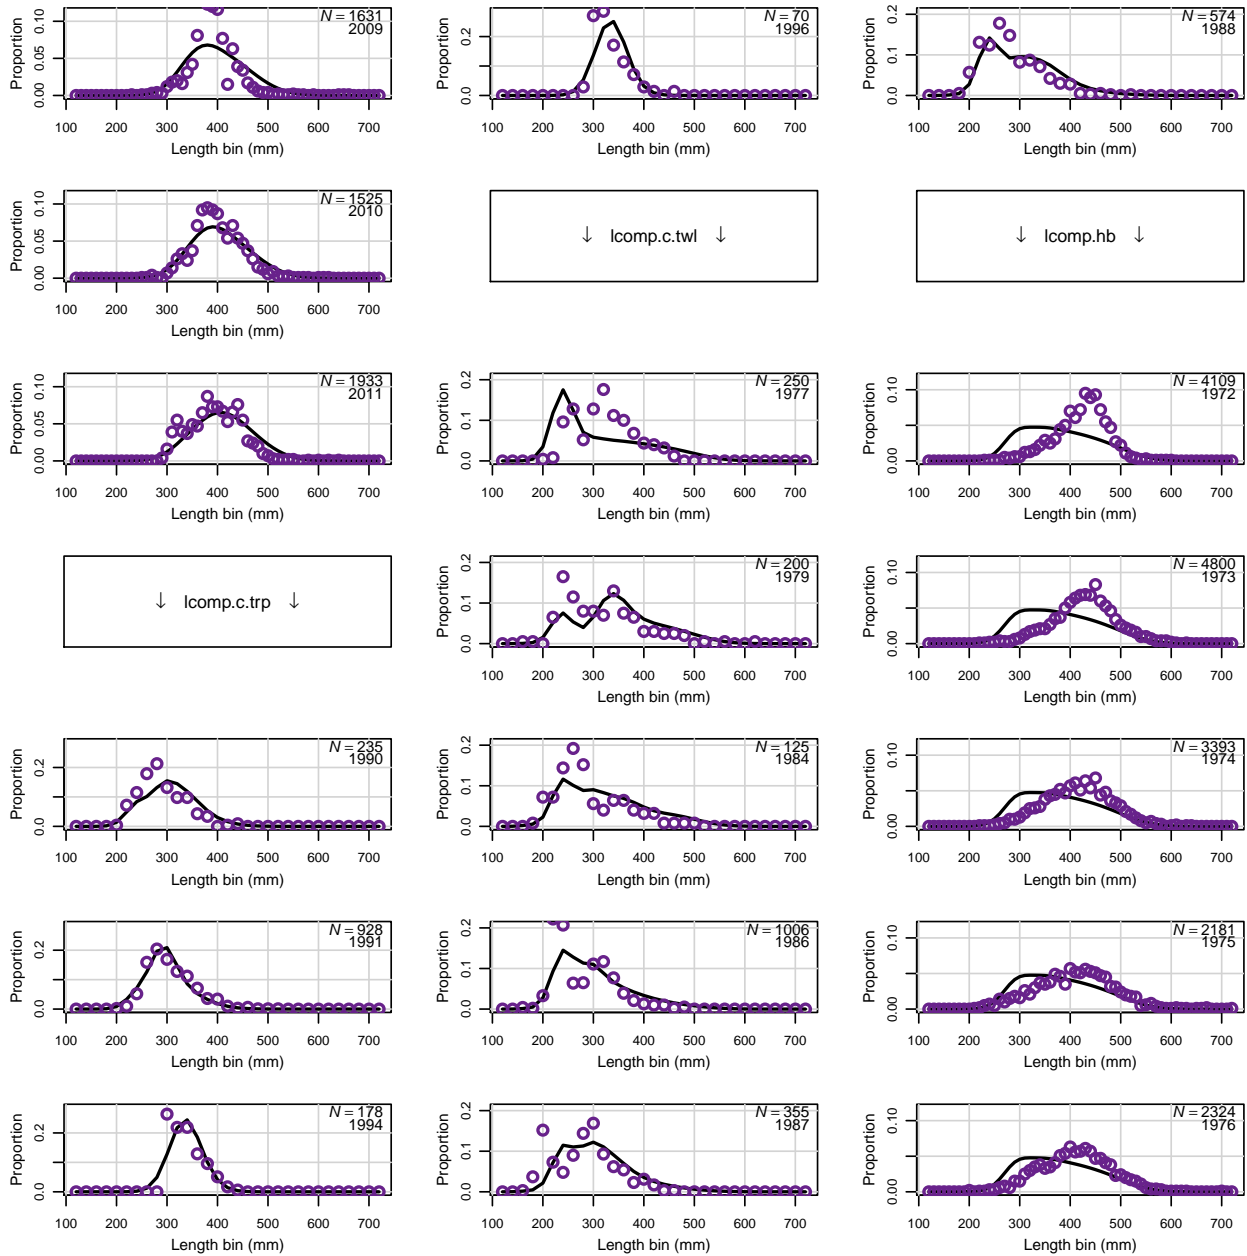 Proportion
0.00 0.05 0.10
N = 1631
2009
100 200 300 400 500 600 700
Length bin (mm)
Proportion
0.00 0.05 0.10
N = 1525
2010
100 200 300 400 500 600 700
Length bin (mm)
Proportion
0.00 0.05 0.10
N = 1933
2011
100 200 300 400 500 600 700
Length bin (mm)
↓ lcomp.c.trp ↓
Proportion
0.0 0.2
N = 235
1990
100 200 300 400 500 600 700
Length bin (mm)
Proportion
0.0 0.2
N = 928
1991
100 200 300 400 500 600 700
Length bin (mm)
Proportion
0.0 0.2
N = 178
1994
100 200 300 400 500 600 700
Length bin (mm)
Proportion
0.0 0.2
N = 70
1996
100 200 300 400 500 600 700
Length bin (mm)
↓ lcomp.c.twl ↓
Proportion
0.0 0.1 0.2
N = 250
1977
100 200 300 400 500 600 700
Length bin (mm)
Proportion
0.0 0.1 0.2
N = 200
1979
100 200 300 400 500 600 700
Length bin (mm)
Proportion
0.0 0.1 0.2
N = 125
1984
100 200 300 400 500 600 700
Length bin (mm)
Proportion
0.0 0.1 0.2
N = 1006
1986
100 200 300 400 500 600 700
Length bin (mm)
Proportion
0.0 0.1 0.2
N = 355
1987
100 200 300 400 500 600 700
Length bin (mm)
Proportion
0.0 0.1 0.2
N = 574
1988
100 200 300 400 500 600 700
Length bin (mm)
↓ lcomp.hb ↓
Proportion
0.00 0.10
N = 4109
1972
100 200 300 400 500 600 700
Length bin (mm)
Proportion
0.00 0.10
N = 4800
1973
100 200 300 400 500 600 700
Length bin (mm)
Proportion
0.00 0.10
N = 3393
1974
100 200 300 400 500 600 700
Length bin (mm)
Proportion
0.00 0.10
N = 2181
1975
100 200 300 400 500 600 700
Length bin (mm)
Proportion
0.00 0.10
N = 2324
1976
100 200 300 400 500 600 700
Length bin (mm)